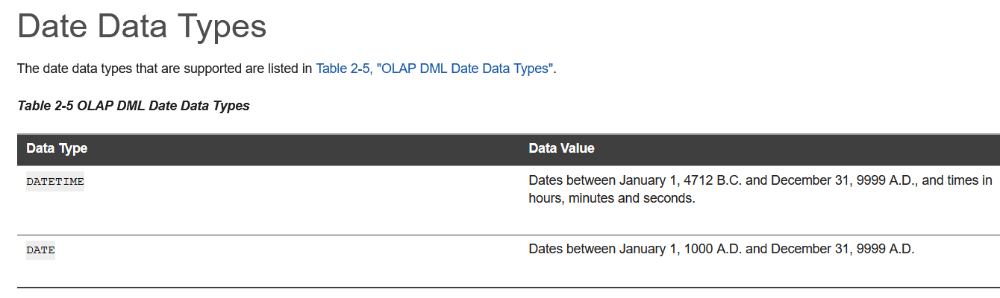 Date Data Types
The date data types that are supported are listed in Table 2-5, "OLAP DML Date Data Types".
Table 2-5 OLAP DML Date Data Types
Data Type Data Value
DATETIME Dates between January 1, 4712 B.C. and December 31, 9999 A.D., and times in
hours, minutes and seconds.
DATE Dates between January 1, 1000 A.D. and December 31, 9999 A.D.